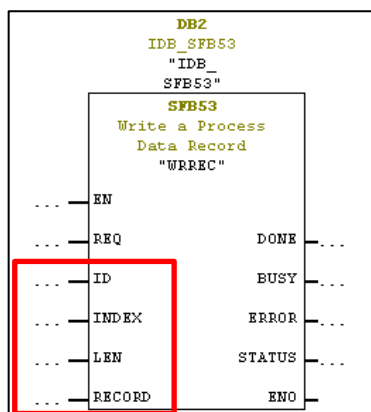 DB2
IDB_SFB53
"IDB_
SFB53"
SFB53
Write a Process
Data Record
"WRREC"
... EN
... REQ DONE ...
... ID BUSY ...
... INDEX ERROR ...
... LEN STATUS ...
... RECORD ENO